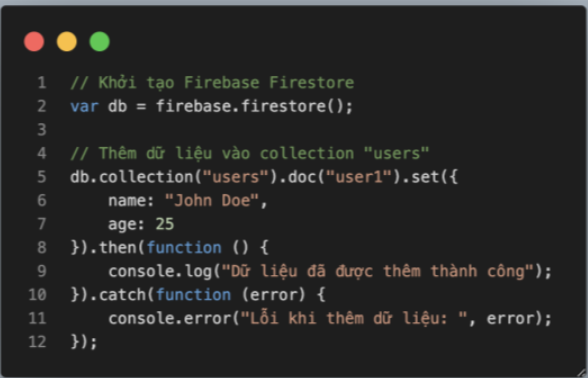 1 // Khởi tạo Firebase Firestore
2 var db = firebase.firestore();
3
4 // Thêm dữ liệu vào collection "users"
5 db.collection("users").doc("user1").set({
6     name: "John Doe",
7     age: 25
8 }).then(function () {
9     console.log("Dữ liệu đã được thêm thành công");
10 }).catch(function (error) {
11     console.error("Lỗi khi thêm dữ liệu: ", error);
12 });